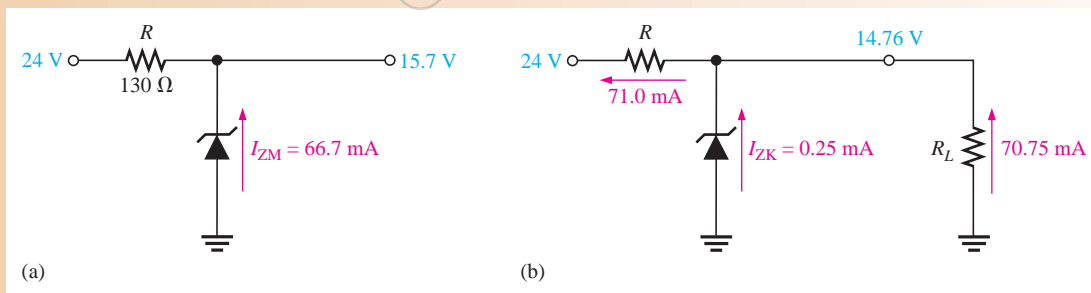 R
24 V
130 Ω
15.7 V
I_ZM = 66.7 mA
(a)
R
14.76 V
24 V
71.0 mA
I_ZK = 0.25 mA
R_L
70.75 mA
(b)